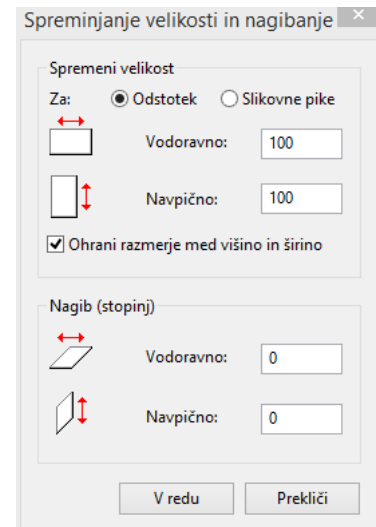 Spreminjanje velikosti in nagibanje
Spremeni velikost
Za: Odstotek Slikovne pike
Vodoravno: 100
Navpično: 100
Ohrani razmerje med višino in širino
Nagib (stopinj)
Vodoravno: 0
Navpično: 0
V redu Prekliči